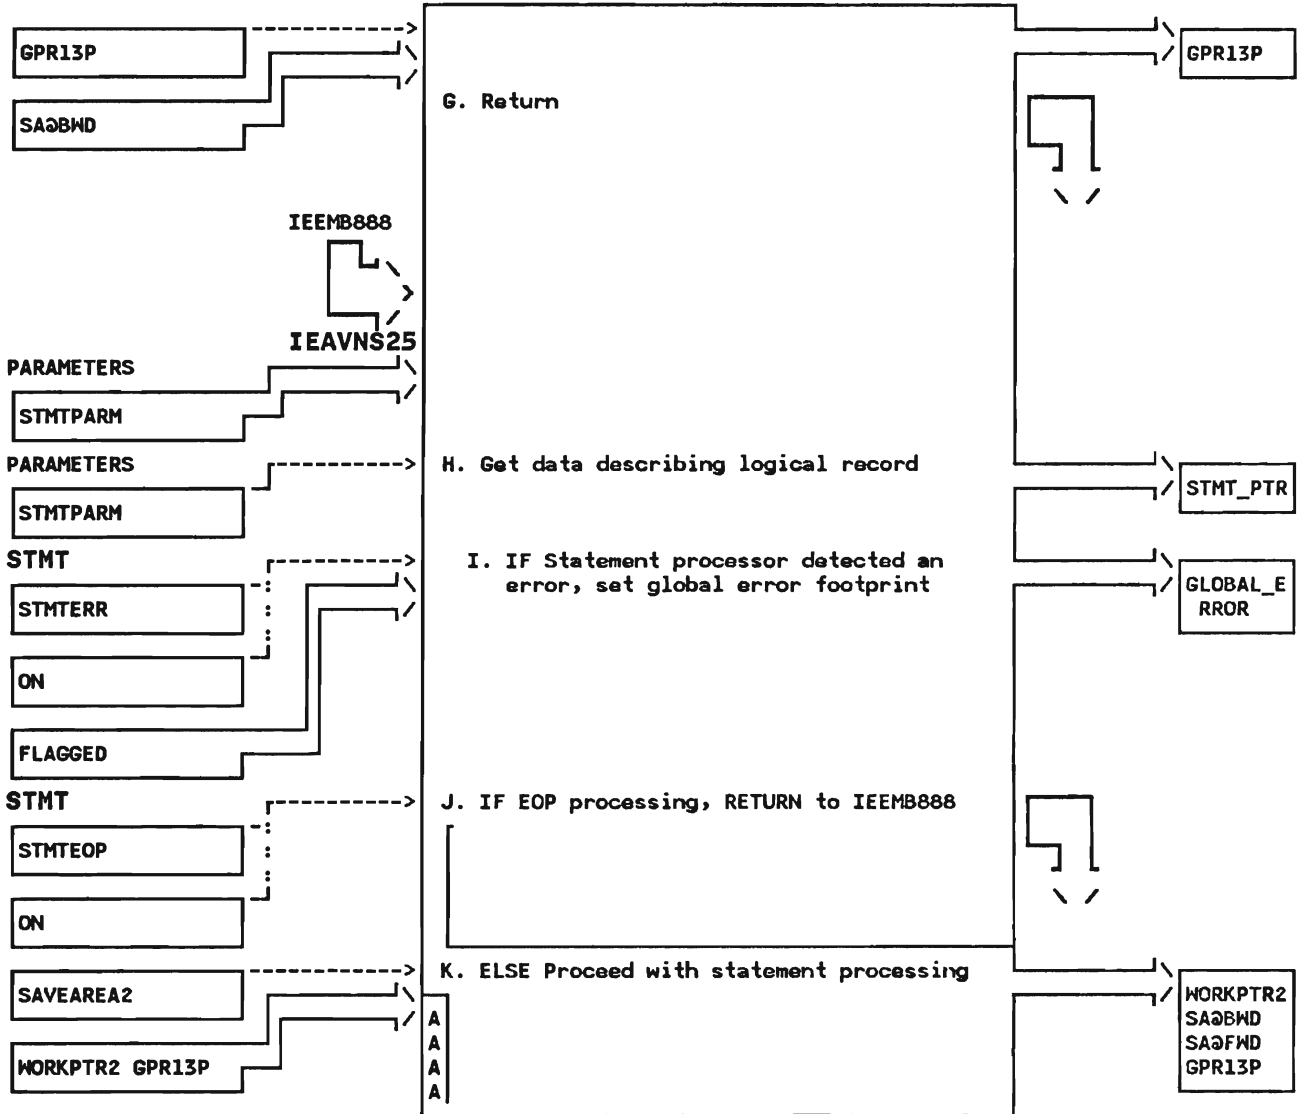 GPR13P
GPR13P
SA@BWD
G. Return
IEEMB888
IEAVNS25
PARAMETERS
STMTPARM
PARAMETERS
H. Get data describing logical record
STMT_PTR
STMTPARM
STMT
I. IF Statement processor detected an
error, set global error footprint
GLOBAL_E
RROR
STMTERR
ON
FLAGGED
STMT
J. IF EOP processing, RETURN to IEEMB888
STMTEOP
ON
K. ELSE Proceed with statement processing
SAVEAREA2
WORKPTR2
SA@BWD
SA@FWD
GPR13P
A
A
A
A
WORKPTR2 GPR13P